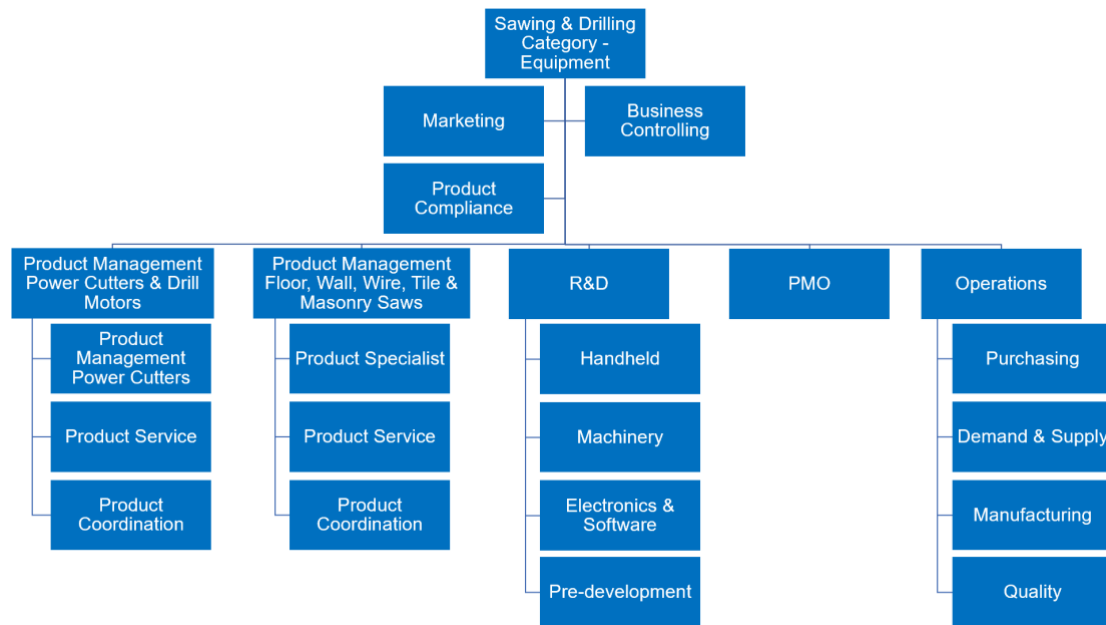 Sawing & Drilling
Category -
Equipment
Marketing
Business
Controlling
Product
Compliance
Product Management
Power Cutters & Drill
Motors
Product Management
Floor, Wall, Wire, Tile &
Masonry Saws
R&D
PMO
Operations
Product
Management
Power Cutters
Product Specialist
Handheld
Purchasing
Product Service
Product Service
Machinery
Demand & Supply
Product
Coordination
Product
Coordination
Electronics &
Software
Manufacturing
Pre-development
Quality